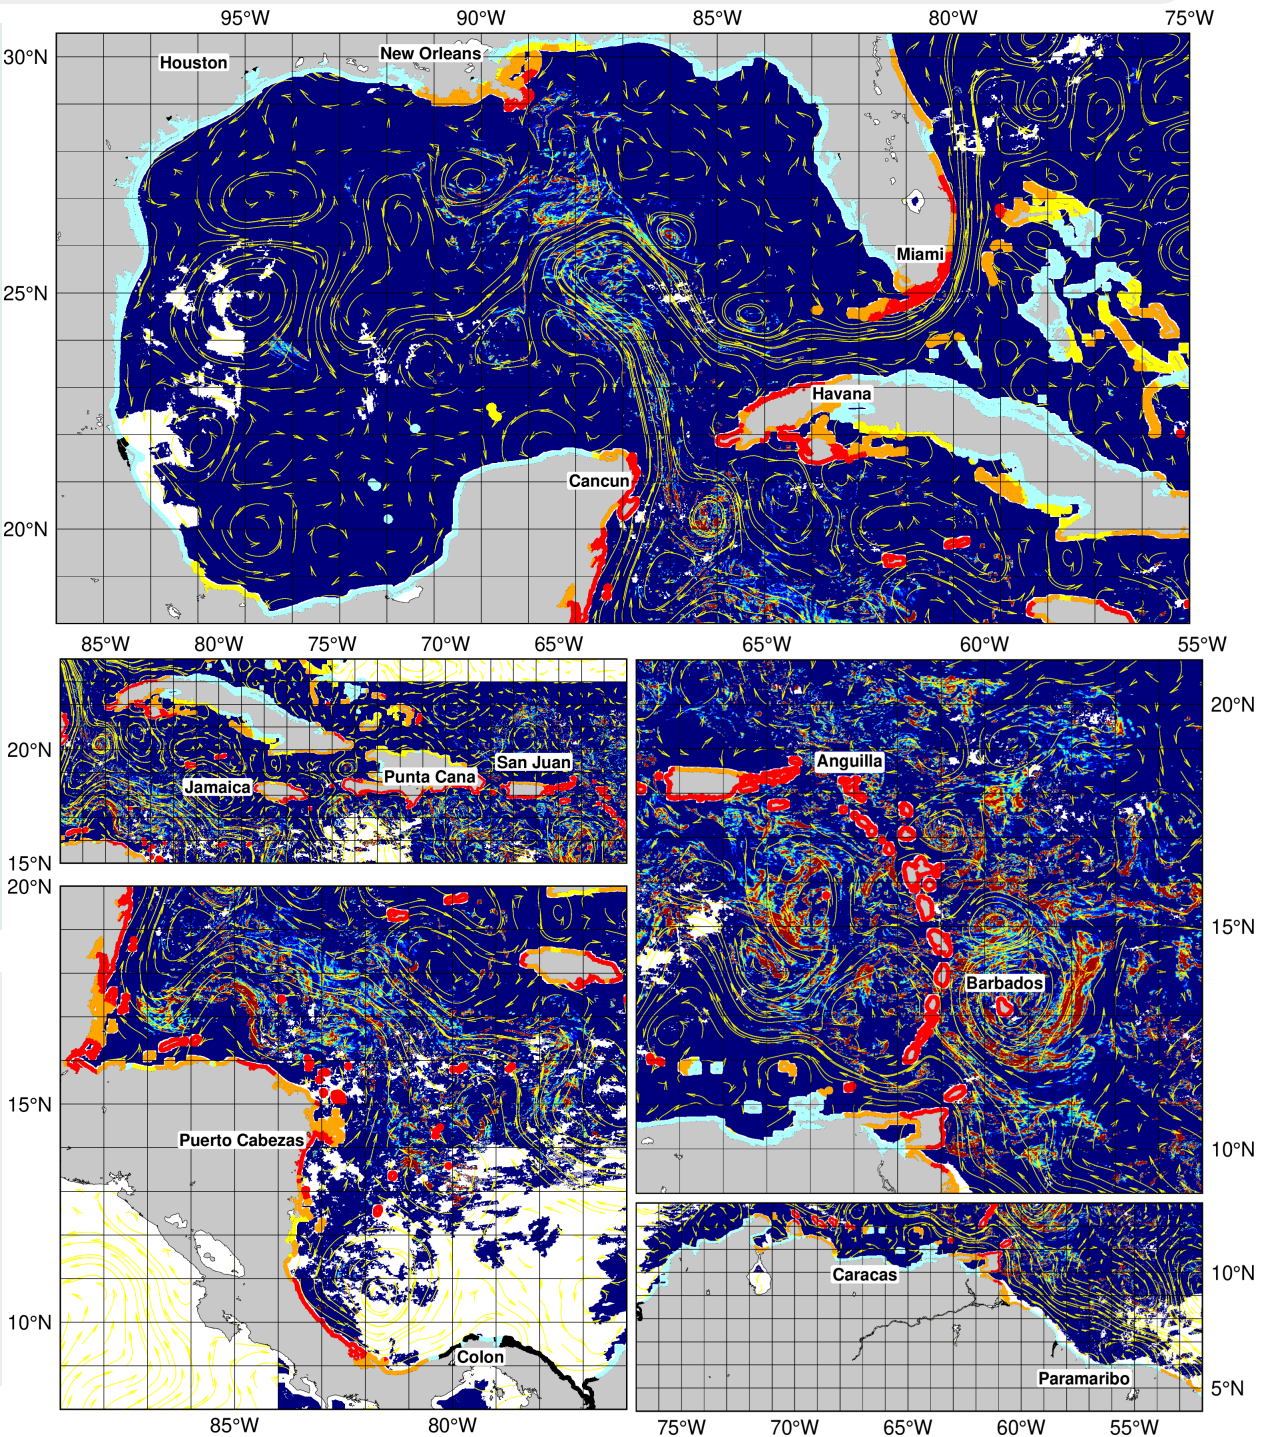 95°W 90°W 85°W 80°W 75°W
30°N
Houston
New Orleans
Miami
25°N
Havana
Cancun
20°N
85°W 80°W 75°W 70°W 65°W
65°W 60°W 55°W
20°N
Jamaica
Punta Cana
San Juan
15°N
Anguilla
20°N
15°N
Barbados
10°N
20°N
15°N
Puerto Cabezas
10°N
Colon
85°W 80°W
Caracas
10°N
Paramaribo
5°N
75°W 70°W 65°W 60°W 55°W